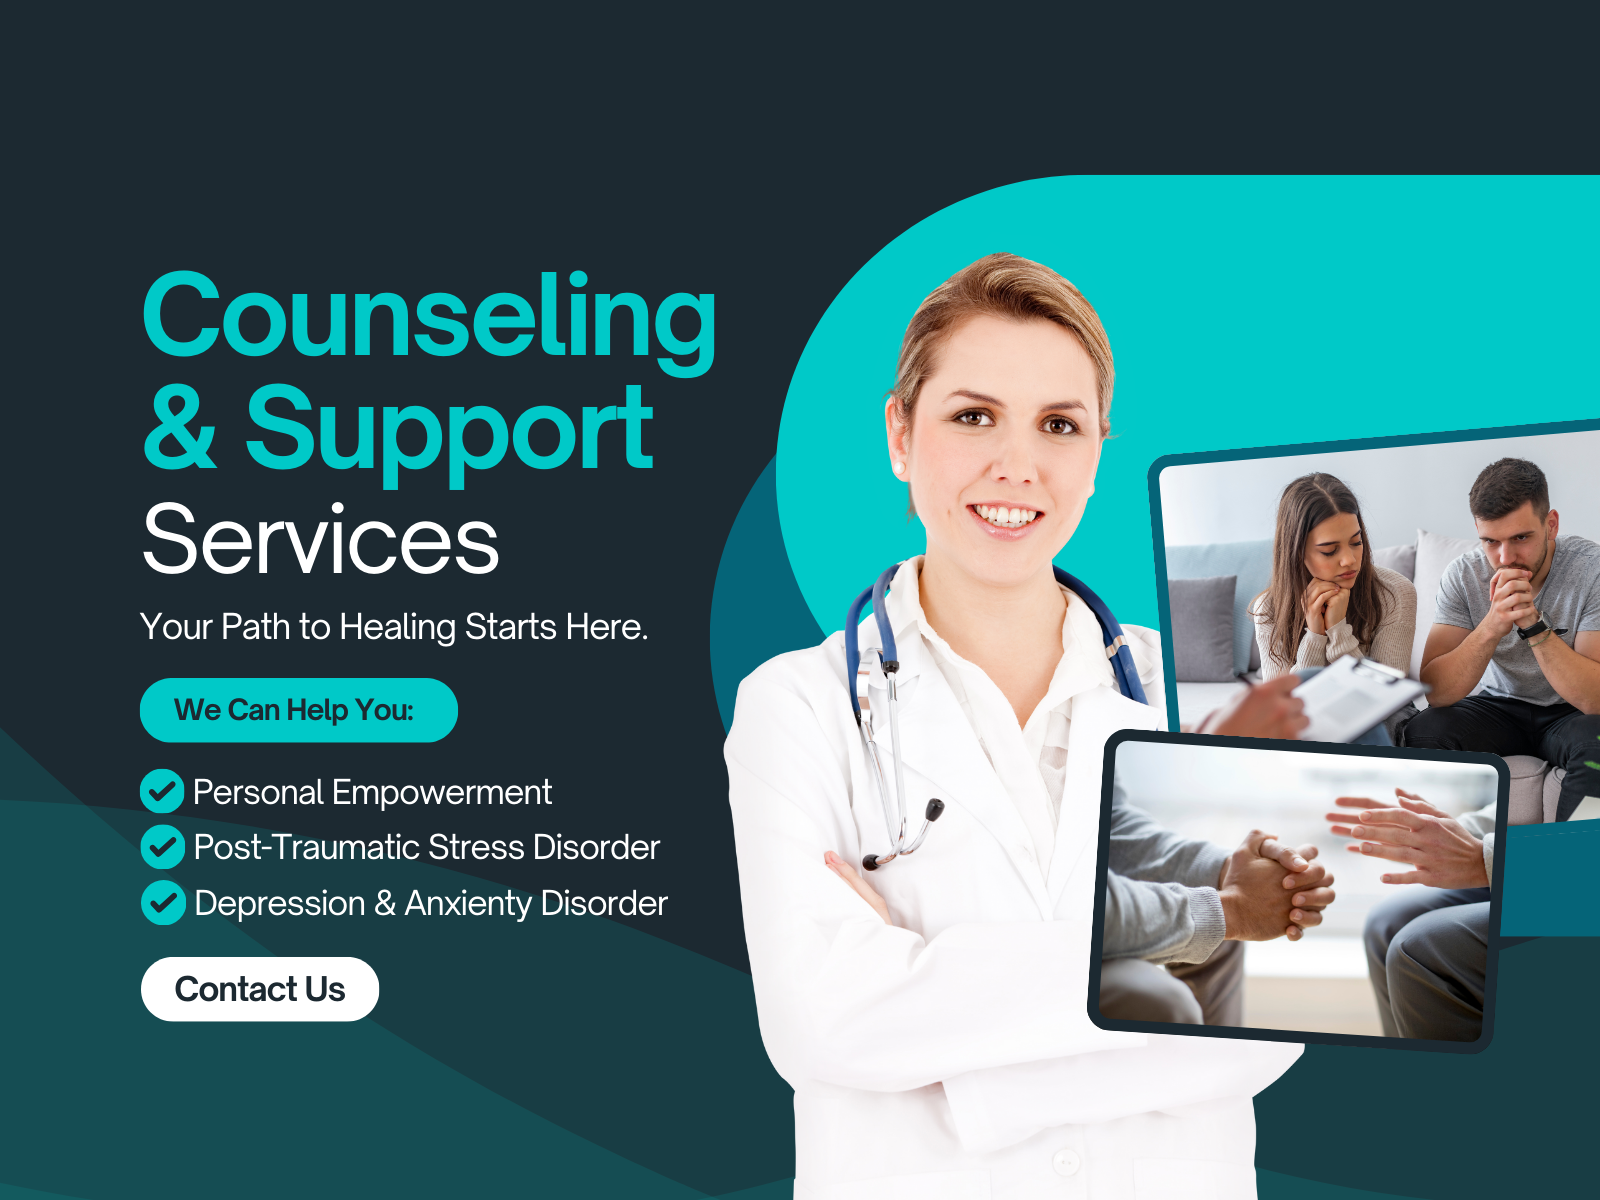 Counseling
& Support
Services
Your Path to Healing Starts Here.
We Can Help You:
Personal Empowerment
Post-Traumatic Stress Disorder
Depression & Anxienty Disorder
Contact Us